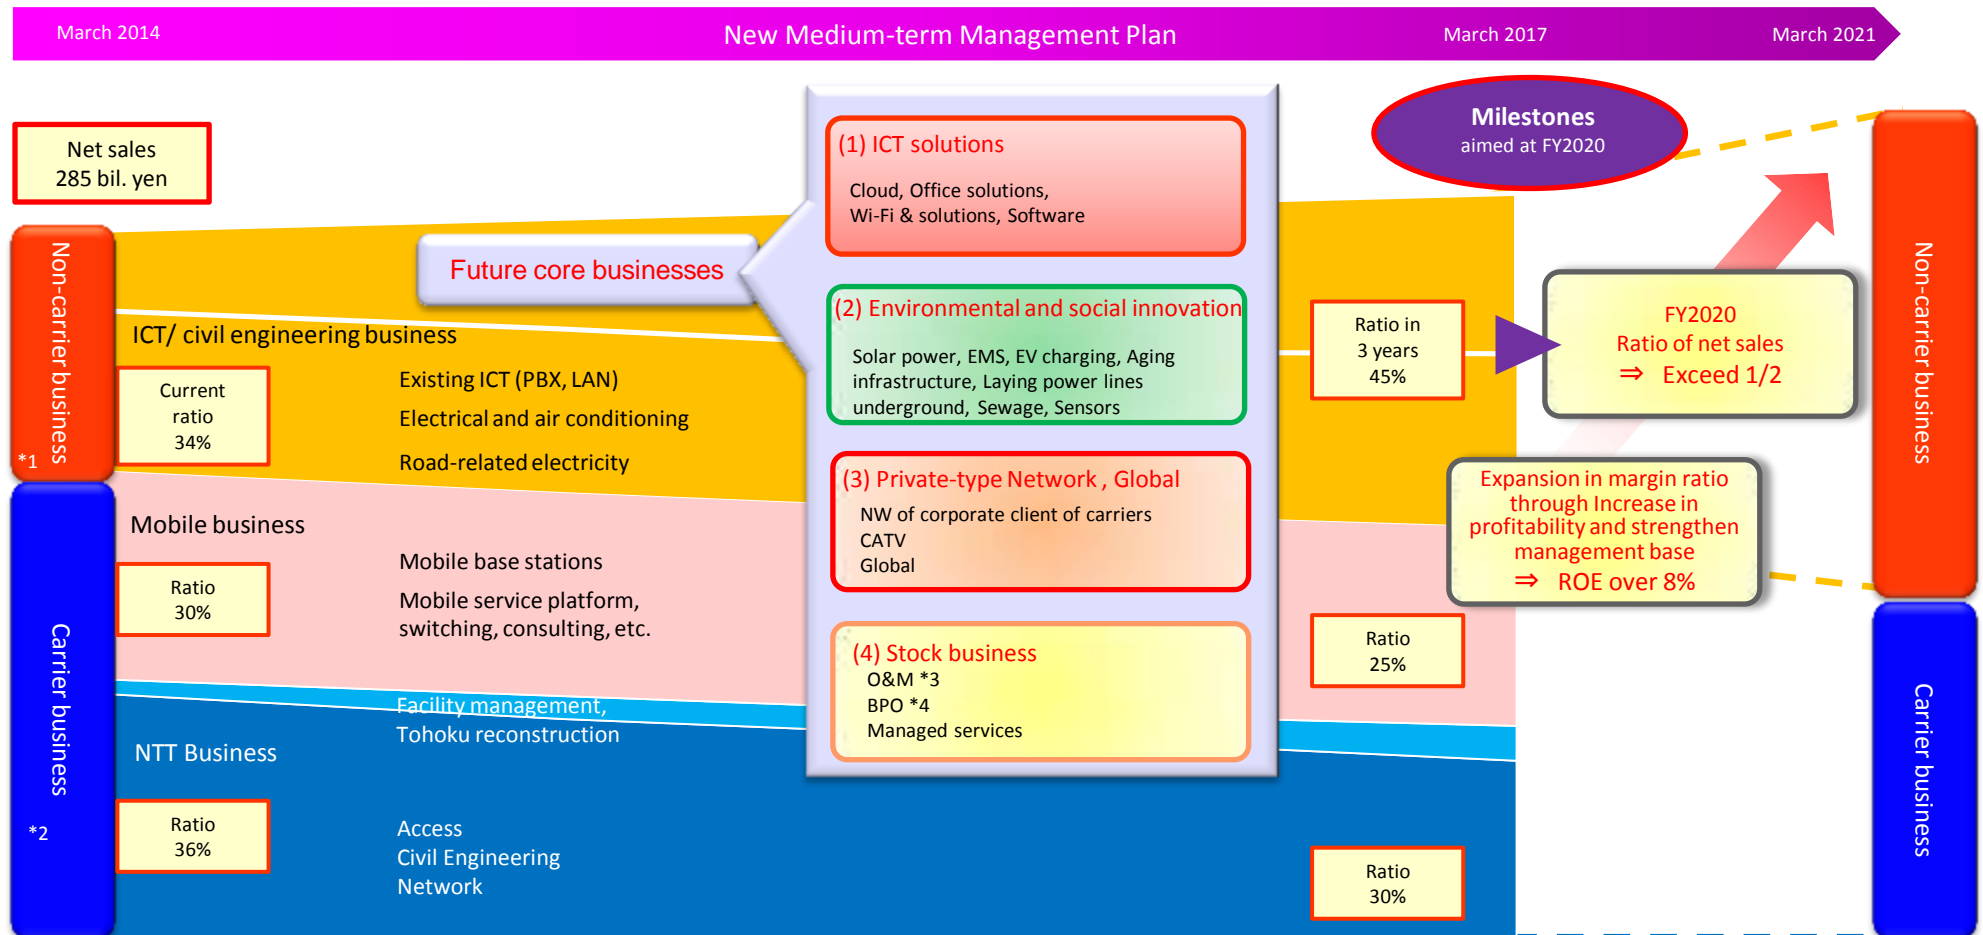 March 2014
New Medium-term Management Plan
March 2017
March 2021
Net sales
285 bil. yen
Milestones
aimed at FY2020
Non-carrier business
*1
Carrier business
*2
Future core businesses
ICT/ civil engineering business
Current
ratio
34%
Existing ICT (PBX, LAN)
Electrical and air conditioning
Road-related electricity
Mobile business
Ratio
30%
Mobile base stations
Mobile service platform,
switching, consulting, etc.
Facility management,
Tohoku reconstruction
NTT Business
Ratio
36%
Access
Civil Engineering
Network
(1) ICT solutions
Cloud, Office solutions,
Wi-Fi & solutions, Software
(2) Environmental and social innovation
Solar power, EMS, EV charging, Aging
infrastructure, Laying power lines
underground, Sewage, Sensors
(3) Private-type Network , Global
NW of corporate client of carriers
CATV
Global
(4) Stock business
O&M *3
BPO *4
Managed services
Ratio in
3 years
45%
Ratio
25%
Ratio
30%
FY2020
Ratio of net sales
⇒ Exceed 1/2
Expansion in margin ratio
through Increase in
profitability and strengthen
management base
⇒ ROE over 8%
Non-carrier business
Carrier business